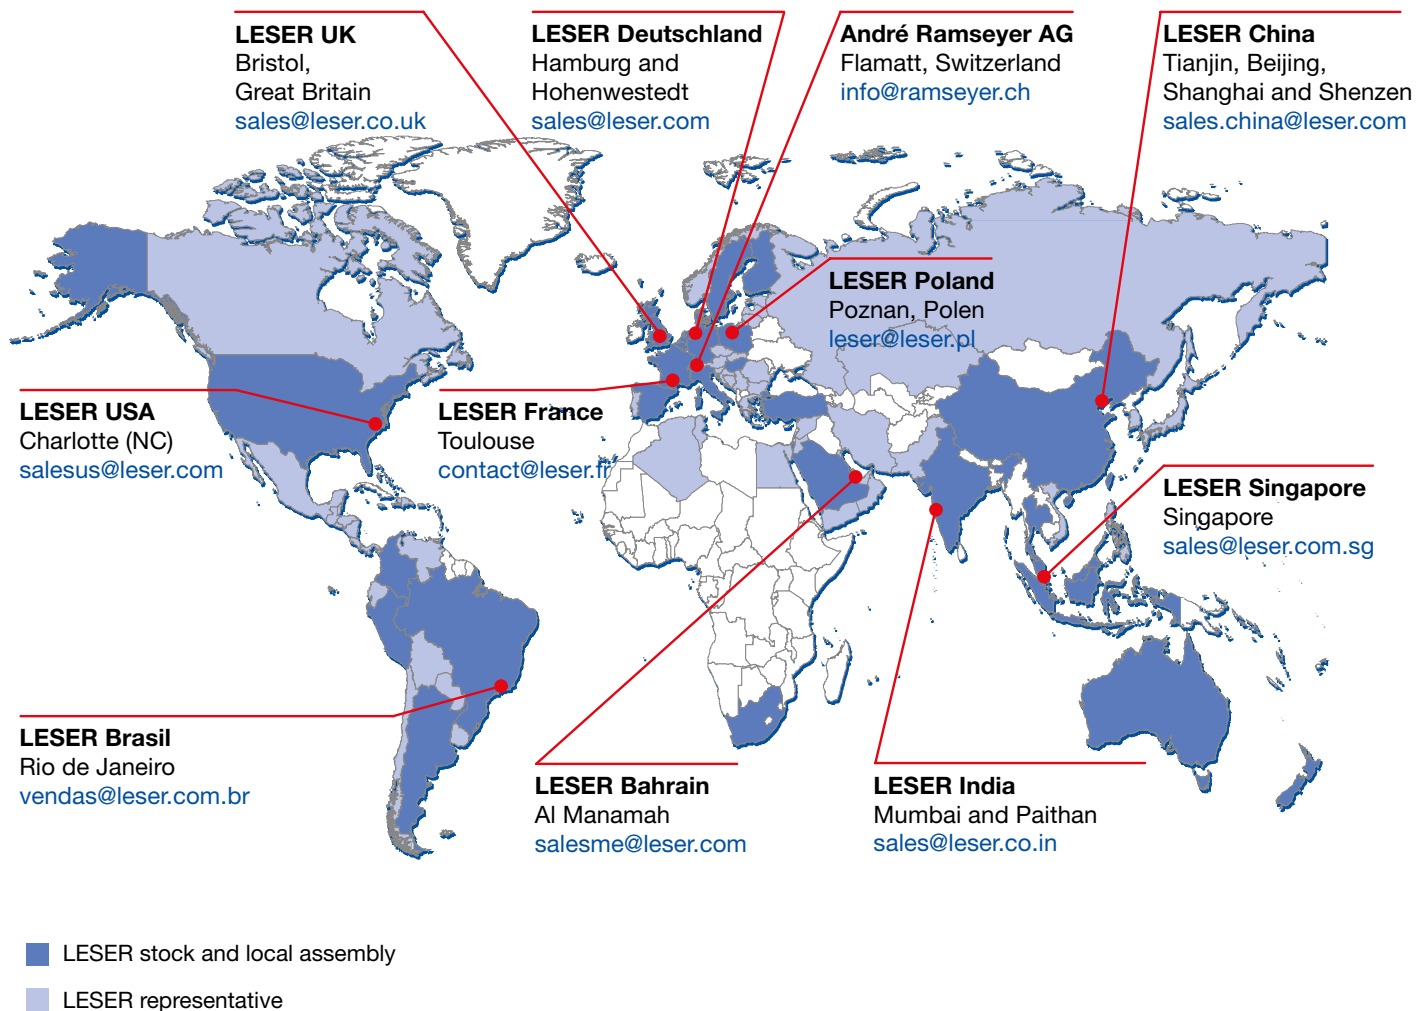 LESER UK
Bristol,
Great Britain
sales@leser.co.uk
LESER Deutschland
Hamburg and
Hohenwestedt
sales@leser.com
André Ramseyer AG
Flamatt, Switzerland
info@ramseyer.ch
LESER China
Tianjin, Beijing,
Shanghai and Shenzen
sales.china@leser.com
LESER Poland
Poznan, Polen
leser@leser.pl
LESER USA
Charlotte (NC)
salesus@leser.com
LESER France
Toulouse
contact@leser.fr
LESER Singapore
Singapore
sales@leser.com.sg
LESER Brasil
Rio de Janeiro
vendas@leser.com.br
LESER Bahrain
Al Manamah
salesme@leser.com
LESER India
Mumbai and Paithan
sales@leser.co.in
LESER stock and local assembly
LESER representative